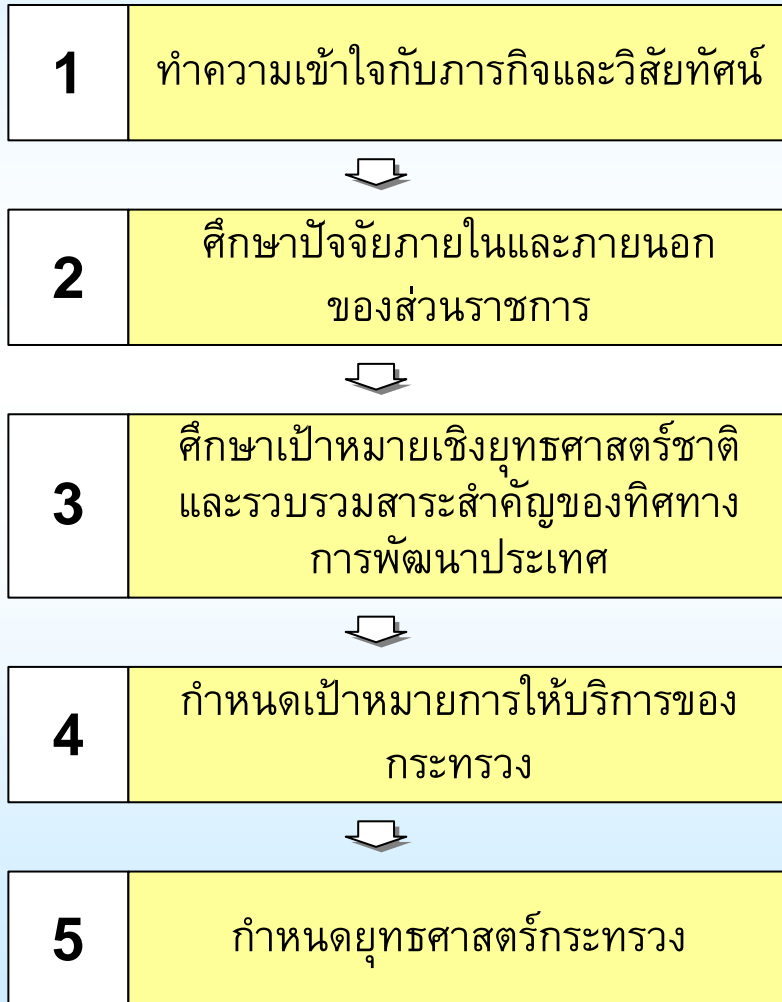 1
ทำความเข้าใจกับภารกิจและวิสัยทัศน์
2
ศึกษาปัจจัยภายในและภายนอก
ของส่วนราชการ
3
ศึกษาเป้าหมายเชิงยุทธศาสตร์ชาติ
และรวบรวมสาระสำคัญของทิศทาง
การพัฒนาประเทศ
4
กำหนดเป้าหมายการให้บริการของ
กระทรวง
5
กำหนดยุทธศาสตร์กระทรวง